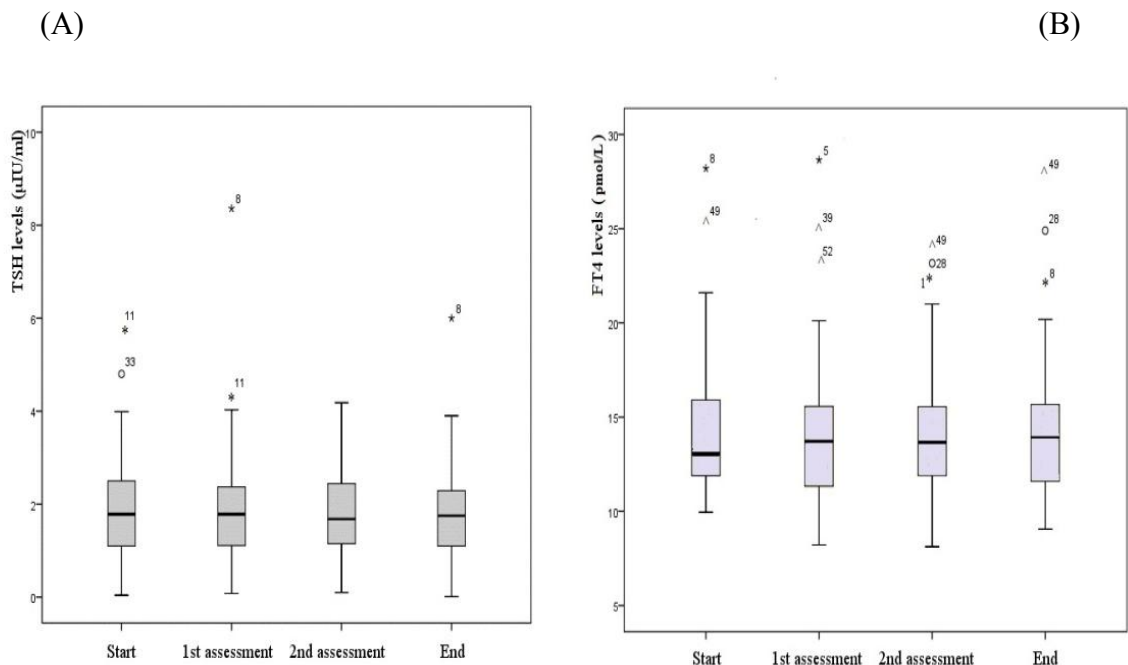 (A)
(B)
TSH levels (µIU/ml)
10
8
6
4
2
0
11
33
8
11
8
Start
1st assessment
2nd assessment
End
FT4 levels (pmol/L)
30
25
20
15
10
5
8
49
5
39
52
49
28
1
49
28
8
Start
1st assessment
2nd assessment
End